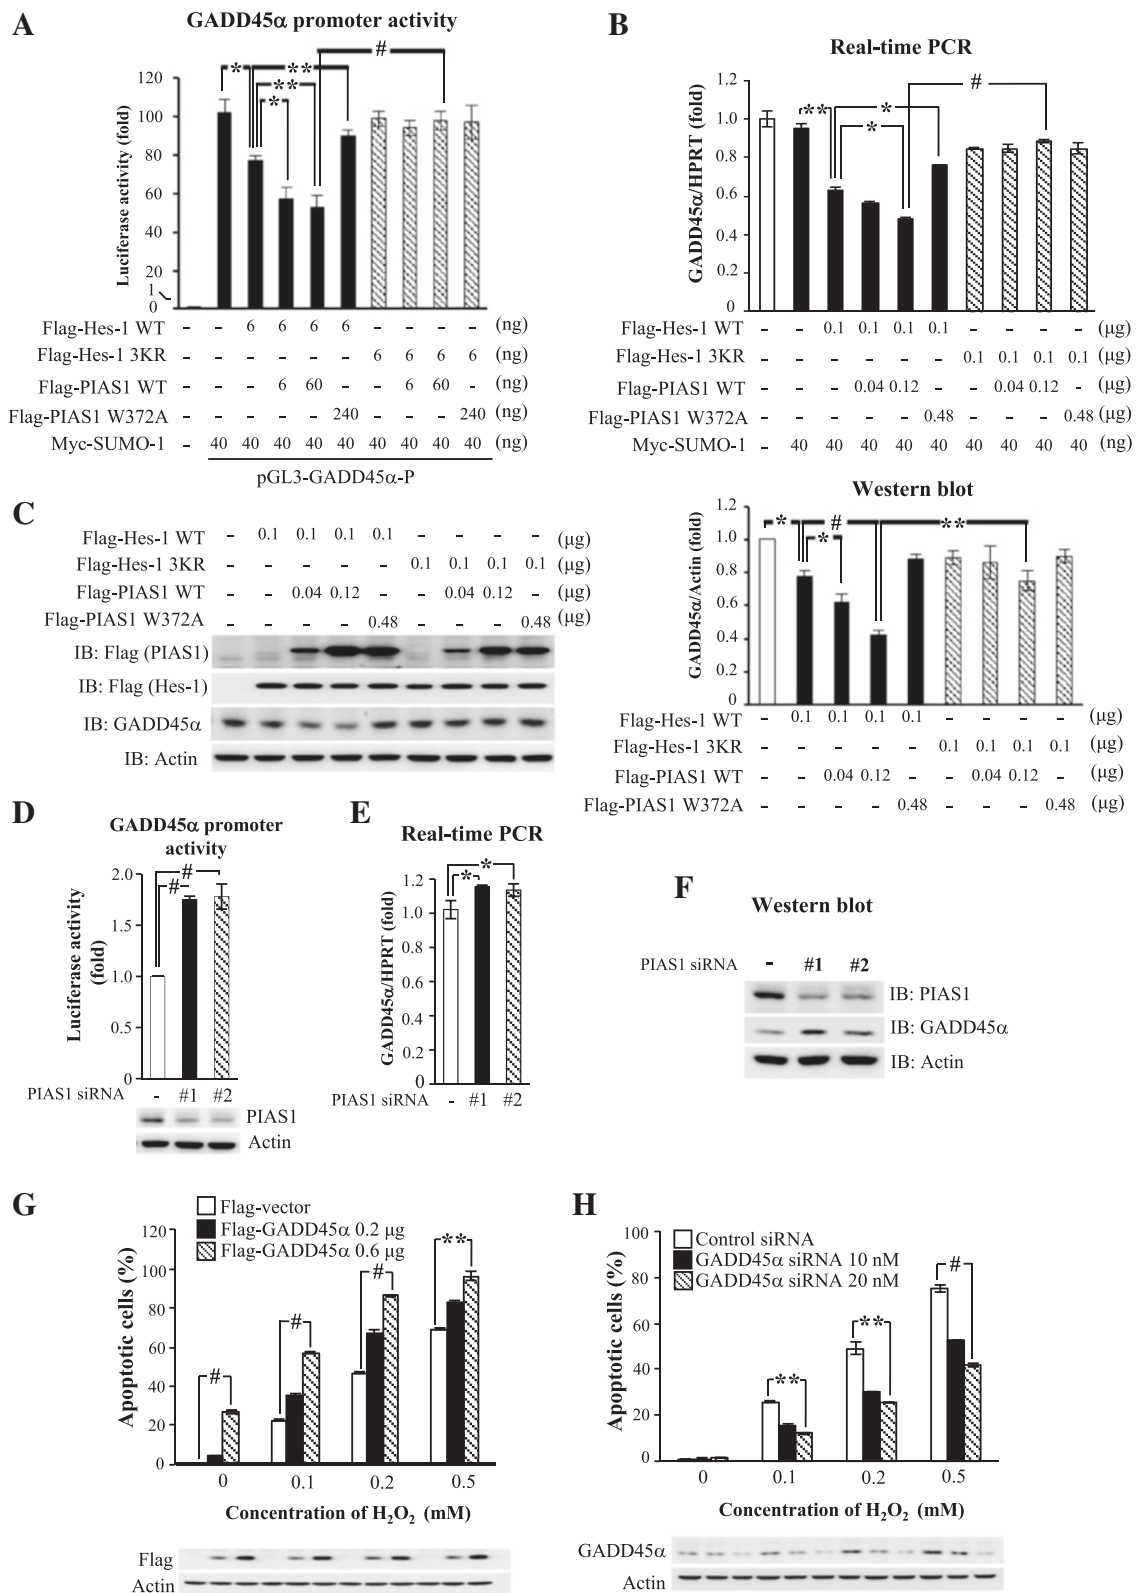 A
GADD45α promoter activity
Luciferase activity (fold)
120
100
80
60
40
20
1
0
* ** ** * #
Flag-Hes-1 WT - - 6 6 6 6 - - - - (ng)
Flag-Hes-1 3KR - - - - - - 6 6 6 6 (ng)
Flag-PIAS1 WT - - - 6 60 - - 6 60 - (ng)
Flag-PIAS1 W372A - - - - - 240 - - - 240 (ng)
Myc-SUMO-1 - 40 40 40 40 40 40 40 40 40 (ng)
pGL3-GADD45α-P
B
Real-time PCR
GADD45α/HPRT (fold)
1.2
1.0
0.8
0.6
0.4
0.2
0
** * * #
Flag-Hes-1 WT - - 0.1 0.1 0.1 0.1 - - - - (µg)
Flag-Hes-1 3KR - - - - - - 0.1 0.1 0.1 0.1 (µg)
Flag-PIAS1 WT - - - 0.04 0.12 - - 0.04 0.12 - (µg)
Flag-PIAS1 W372A - - - - - 0.48 - - - 0.48 (µg)
Myc-SUMO-1 - 40 40 40 40 40 40 40 40 40 (ng)
C
Flag-Hes-1 WT - 0.1 0.1 0.1 0.1 - - - - (µg)
Flag-Hes-1 3KR - - - - - 0.1 0.1 0.1 0.1 (µg)
Flag-PIAS1 WT - - 0.04 0.12 - - 0.04 0.12 - (µg)
Flag-PIAS1 W372A - - - - 0.48 - - - 0.48 (µg)
IB: Flag (PIAS1)
IB: Flag (Hes-1)
IB: GADD45α
IB: Actin
Western blot
GADD45α/Actin (fold)
1.2
1.0
0.8
0.6
0.4
0.2
0
* # * **
Flag-Hes-1 WT - 0.1 0.1 0.1 0.1 - - - - (µg)
Flag-Hes-1 3KR - - - - - 0.1 0.1 0.1 0.1 (µg)
Flag-PIAS1 WT - - 0.04 0.12 - - 0.04 0.12 - (µg)
Flag-PIAS1 W372A - - - - 0.48 - - - 0.48 (µg)
D
GADD45α promoter
activity
Luciferase activity
(fold)
2.0
1.5
1.0
0.5
0
# #
PIAS1 siRNA - #1 #2
PIAS1
Actin
E
Real-time PCR
GADD45α/HPRT (fold)
1.2
1.0
1.2
0.6
0.4
0.2
0
* *
PIAS1 siRNA - #1 #2
F
Western blot
PIAS1 siRNA - #1 #2
IB: PIAS1
IB: GADD45α
IB: Actin
G
Flag-vector
Flag-GADD45α 0.2 µg
Flag-GADD45α 0.6 µg
Apoptotic cells (%)
120
100
80
60
40
20
0
# # # **
0 0.1 0.2 0.5
Concentration of H₂O₂ (mM)
Flag
Actin
H
Control siRNA
GADD45α siRNA 10 nM
GADD45α siRNA 20 nM
Apoptotic cells (%)
100
80
60
40
20
0
** ** #
0 0.1 0.2 0.5
Concentration of H₂O₂ (mM)
GADD45α
Actin